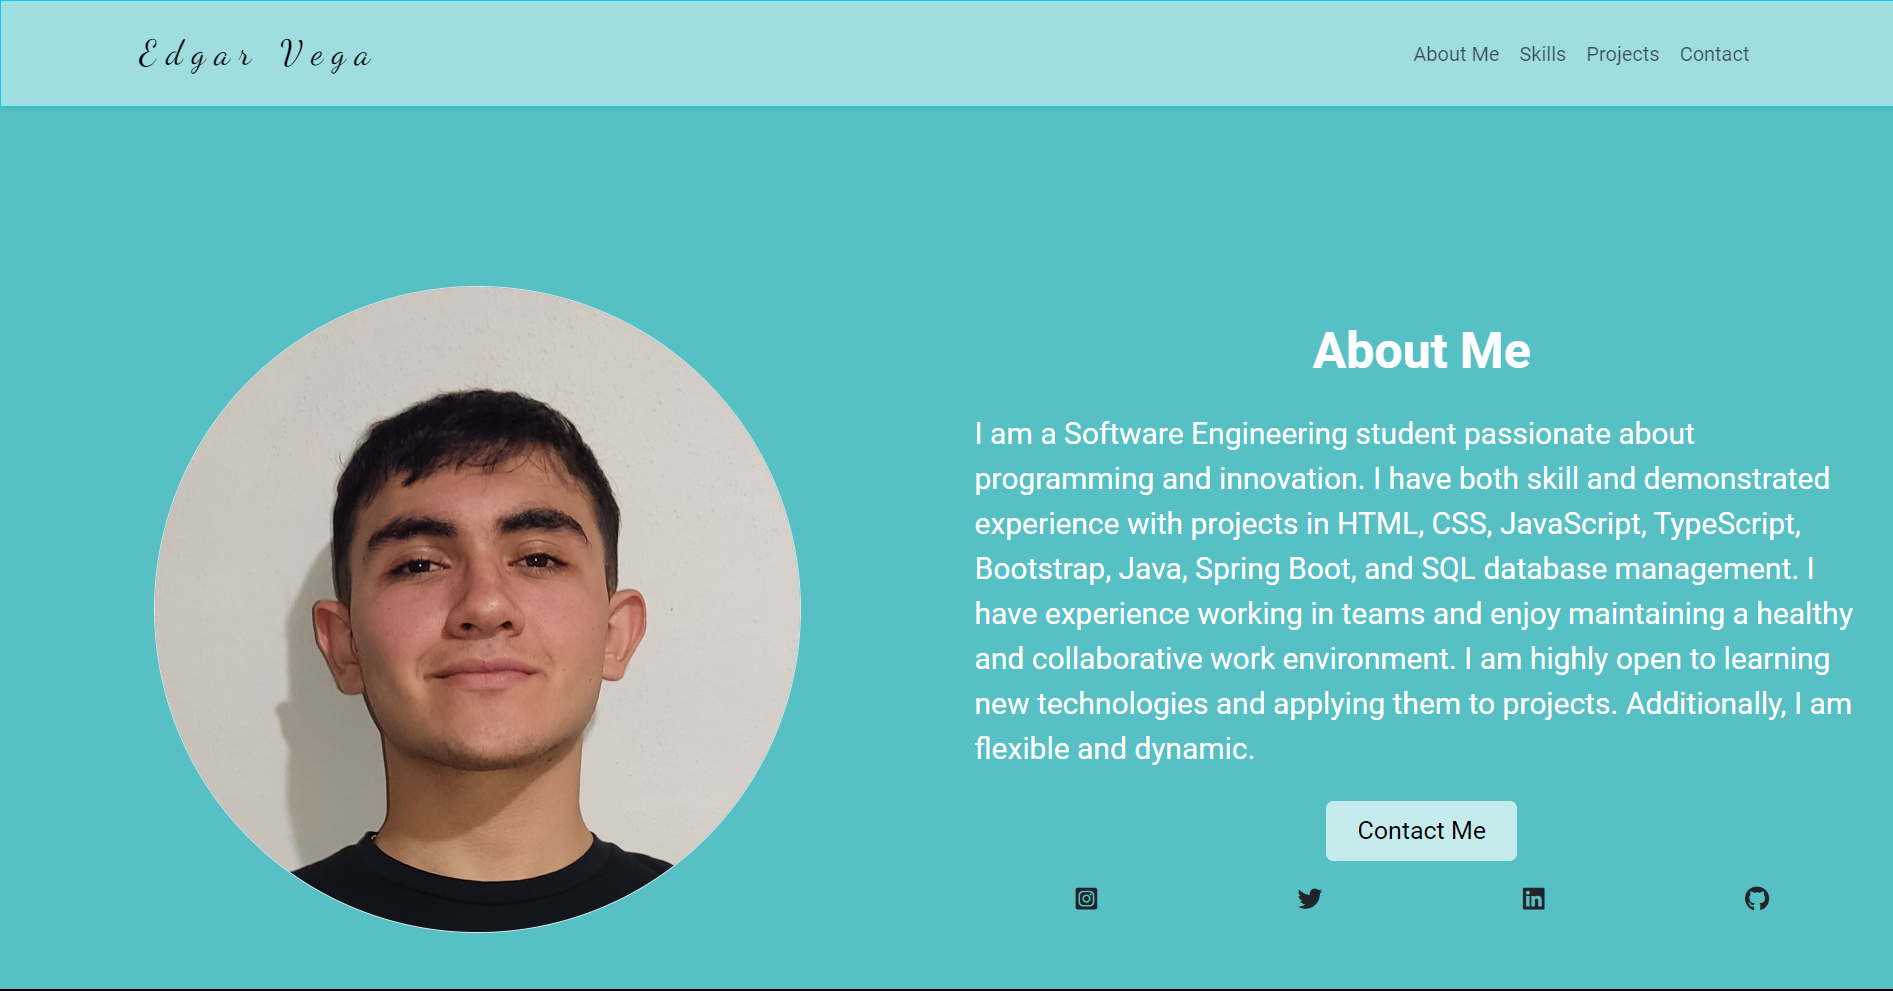 Edgar Vega
About Me Skills Projects Contact
About Me
I am a Software Engineering student passionate about
programming and innovation. I have both skill and demonstrated
experience with projects in HTML, CSS, JavaScript, TypeScript,
Bootstrap, Java, Spring Boot, and SQL database management. I
have experience working in teams and enjoy maintaining a healthy
and collaborative work environment. I am highly open to learning
new technologies and applying them to projects. Additionally, I am
flexible and dynamic.
Contact Me